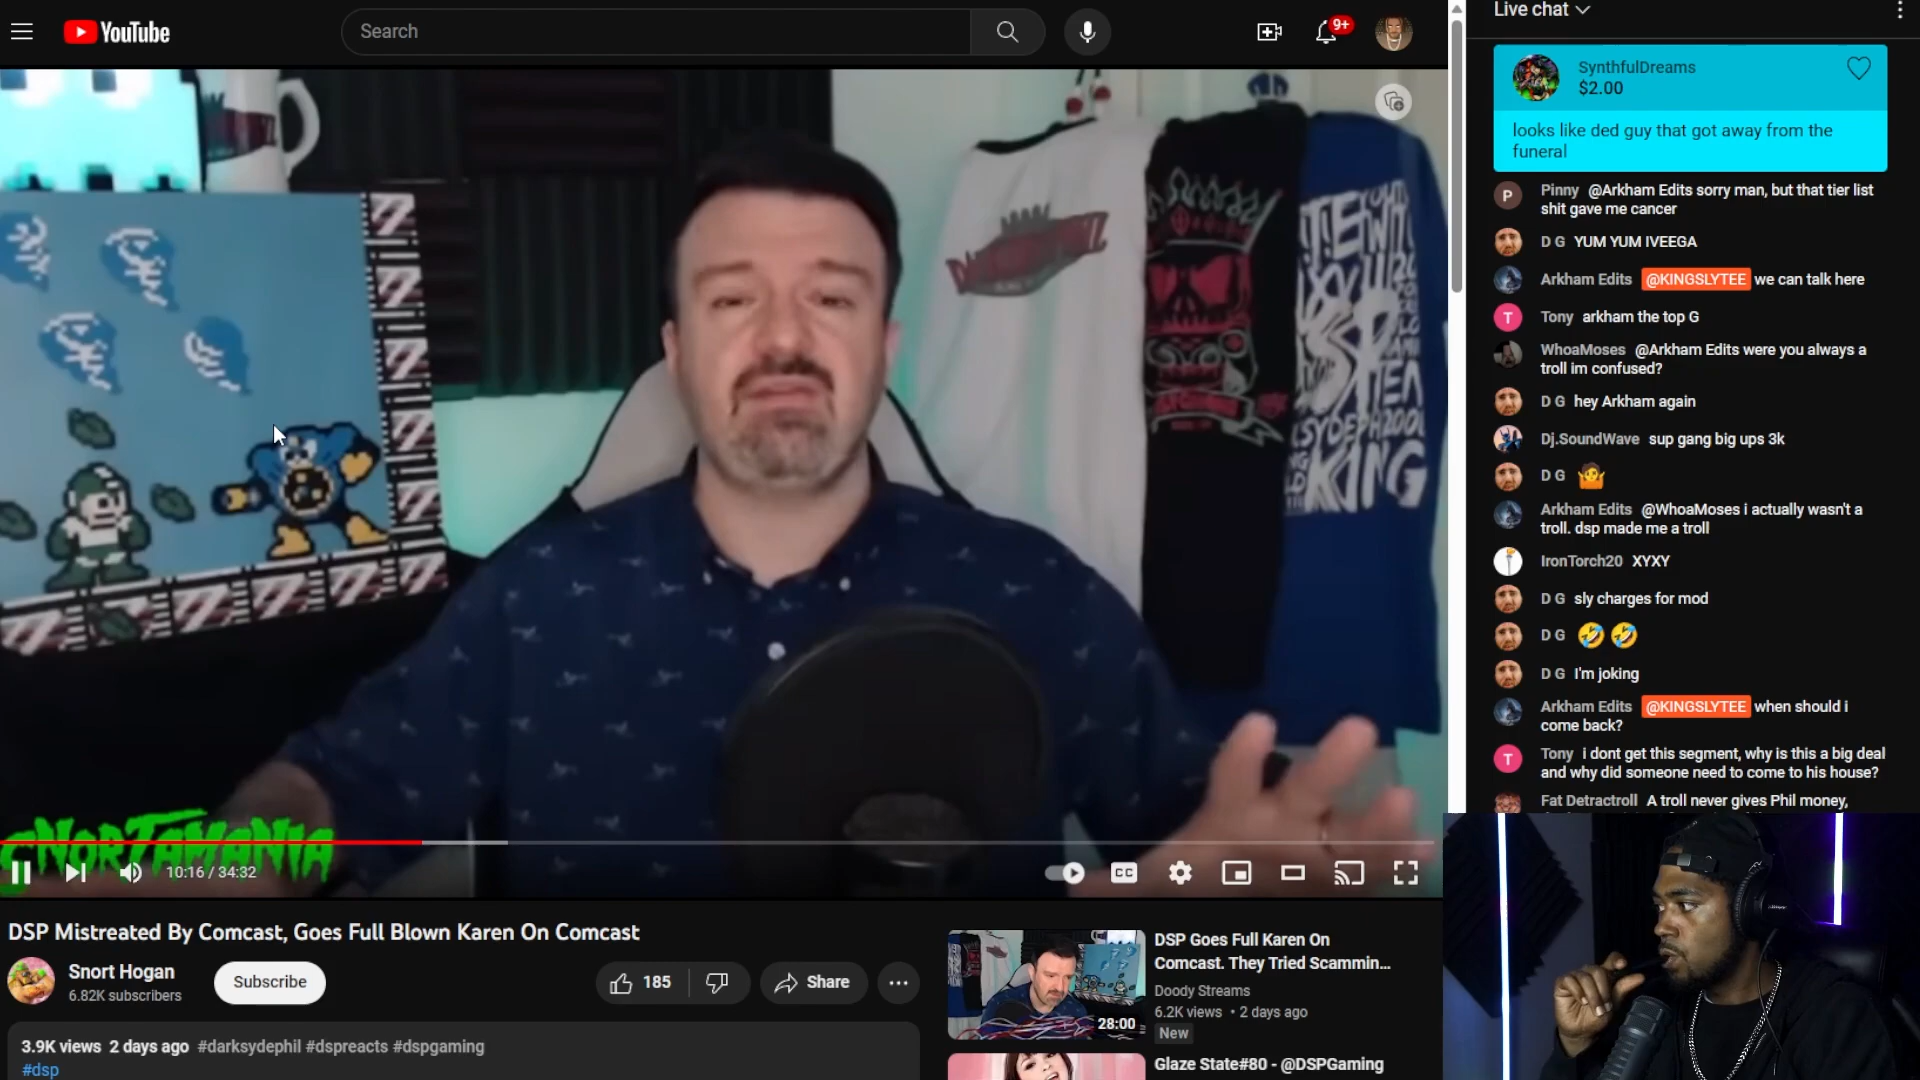 YouTube
Search
9+
Live chat
SynthfulDreams
$2.00
looks like ded guy that got away from the
funeral
P
Pinny @Arkham Edits sorry man, but that tier list
shit gave me cancer
D G YUM YUM IVEEGA
Arkham Edits @KINGSLYTEE we can talk here
T
Tony arkham the top G
WhoaMoses @Arkham Edits were you always a
troll im confused?
D G hey Arkham again
Dj.SoundWave sup gang big ups 3k
D G 🤷
Arkham Edits @WhoaMoses i actually wasn't a
troll. dsp made me a troll
IronTorch20 XYXY
D G sly charges for mod
D G 🤣 🤣
D G I'm joking
Arkham Edits @KINGSLYTEE when should i
come back?
T
Tony i dont get this segment, why is this a big deal
and why did someone need to come to his house?
Fat Detractroll A troll never gives Phil money,
KING
SNORTAMANIA
10:16 / 34:32
CC
DSP Mistreated By Comcast, Goes Full Blown Karen On Comcast
Snort Hogan
6.82K subscribers
Subscribe
185
Share
3.9K views 2 days ago #darksydephil #dspreacts #dspgaming
#dsp
28:00
DSP Goes Full Karen On
Comcast. They Tried Scammin...
Doody Streams
6.2K views • 2 days ago
New
Glaze State#80 - @DSPGaming